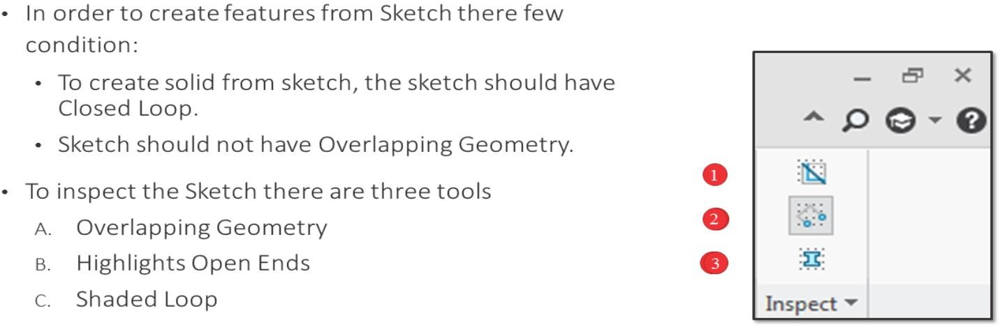 • In order to create features from Sketch there few
condition:
• To create solid from sketch, the sketch should have
Closed Loop.
• Sketch should not have Overlapping Geometry.
• To inspect the Sketch there are three tools
A. Overlapping Geometry
B. Highlights Open Ends
C. Shaded Loop
1
2
3
?
Inspect